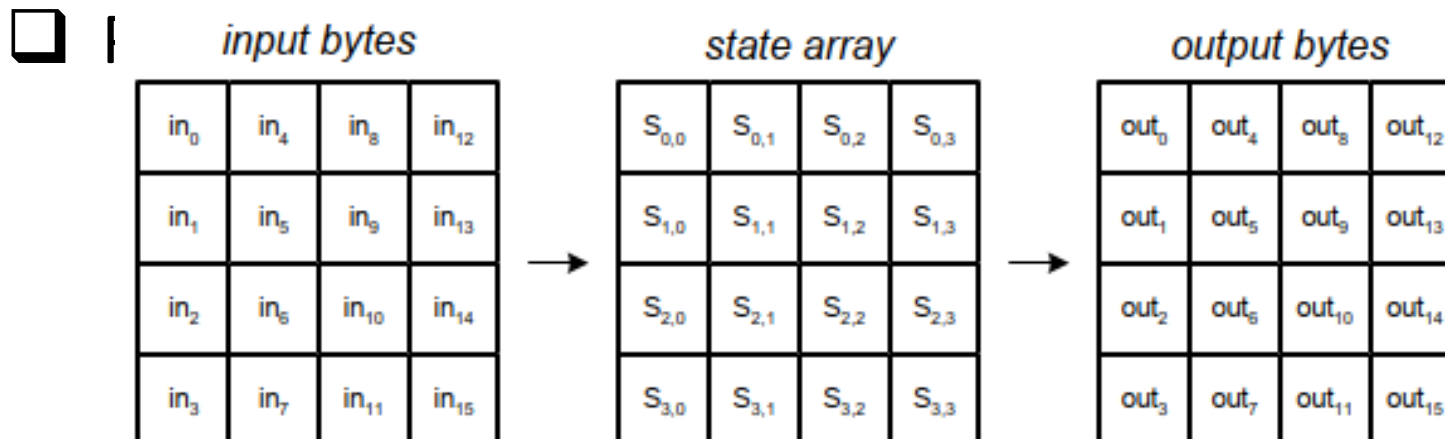 input bytes state array output bytes
in₀ in₄ in₈ in₁₂ S₀,₀ S₀,₁ S₀,₂ S₀,₃ out₀ out₄ out₈ out₁₂
in₁ in₅ in₉ in₁₃ S₁,₀ S₁,₁ S₁,₂ S₁,₃ out₁ out₅ out₉ out₁₃
in₂ in₆ in₁₀ in₁₄ S₂,₀ S₂,₁ S₂,₂ S₂,₃ out₂ out₆ out₁₀ out₁₄
in₃ in₇ in₁₁ in₁₅ S₃,₀ S₃,₁ S₃,₂ S₃,₃ out₃ out₇ out₁₁ out₁₅